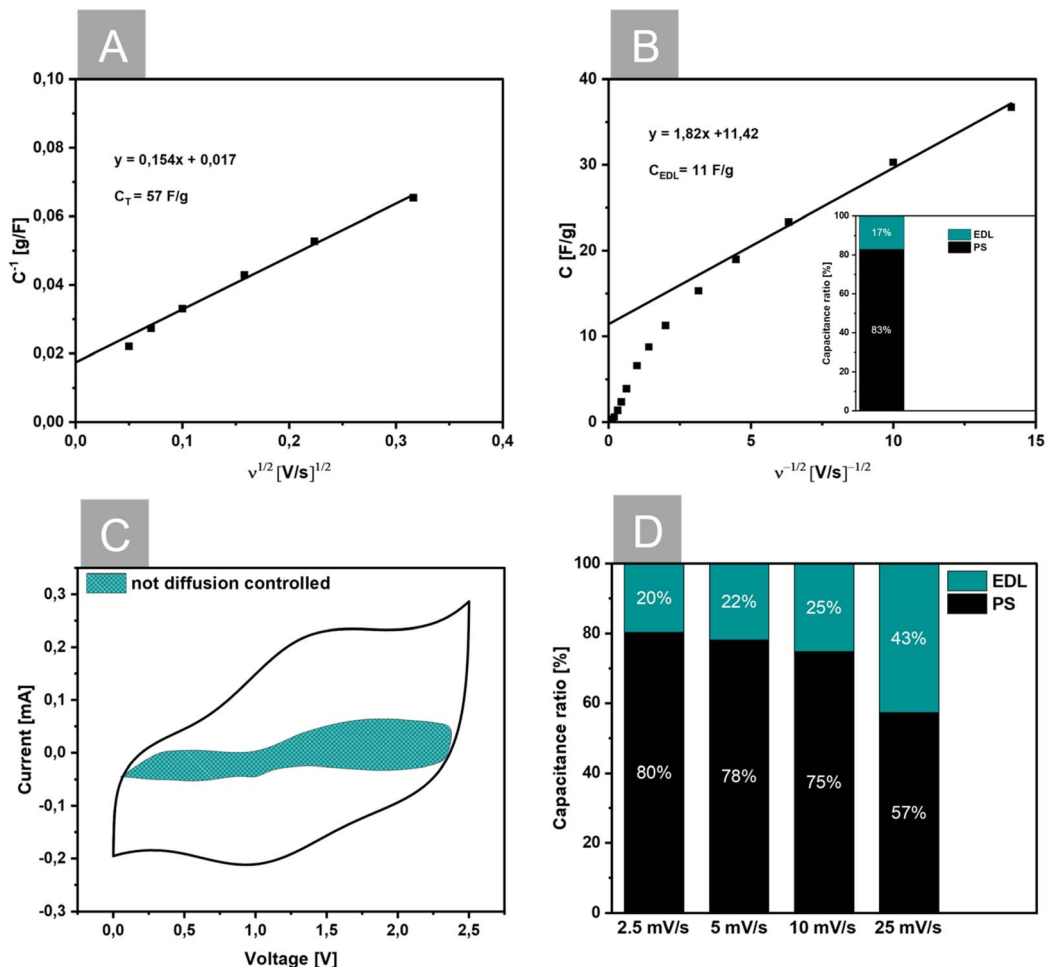 A
0,10
0,08
0,06
0,04
0,02
0,00
C⁻¹ [g/F]
y = 0,154x + 0,017
C_T = 57 F/g
0,0 0,1 0,2 0,3 0,4
ν^1/2 [V/s]^1/2
B
40
30
20
10
0
C [F/g]
y = 1,82x +11,42
C_EDL = 11 F/g
100
80
60
40
20
0
Capacitance ratio [%]
17%
83%
EDL
PS
0 5 10 15
ν^−1/2 [V/s]^−1/2
C
not diffusion controlled
0,3
0,2
0,1
0,0
-0,1
-0,2
-0,3
Current [mA]
0,0 0,5 1,0 1,5 2,0 2,5
Voltage [V]
D
100
80
60
40
20
0
Capacitance ratio [%]
EDL
PS
20% 22% 25% 43%
80% 78% 75% 57%
2.5 mV/s 5 mV/s 10 mV/s 25 mV/s